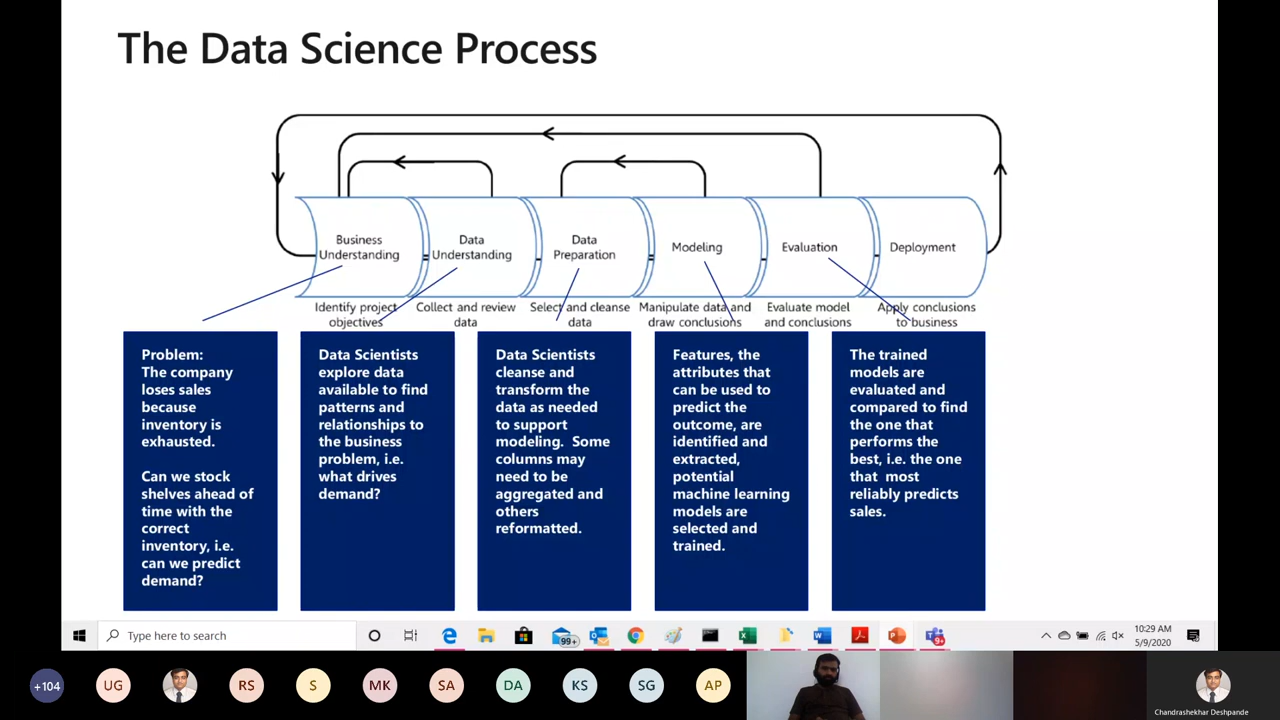 The Data Science Process
Business
Understanding
Data
Understanding
Data
Preparation
Modeling
Evaluation
Deployment
Identify project
objectives
Collect and review
data
Select and cleanse
data
Manipulate data and
draw conclusions
Evaluate model
and conclusions
Apply conclusions
to business
Problem:
The company
loses sales
because
inventory is
exhausted.
Can we stock
shelves ahead of
time with the
correct
inventory, i.e.
can we predict
demand?
Data Scientists
explore data
available to find
patterns and
relationships to
the business
problem, i.e.
what drives
demand?
Data Scientists
cleanse and
transform the
data as needed
to support
modeling. Some
columns may
need to be
aggregated and
others
reformatted.
Features, the
attributes that
can be used to
predict the
outcome, are
identified and
extracted,
potential
machine learning
models are
selected and
trained.
The trained
models are
evaluated and
compared to find
the one that
performs the
best, i.e. the one
that most
reliably predicts
sales.
Type here to search
99+
9+
10:29 AM
5/9/2020
+104
UG
RS
S
MK
SA
DA
KS
SG
AP
Chandrashekhar Deshpande